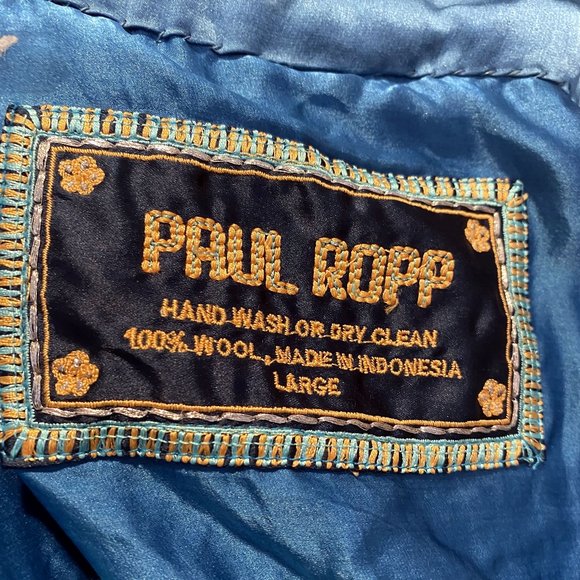 PAUL ROPP
HAND WASH OR DRY CLEAN
100% WOOL, MADE IN INDONESIA
LARGE